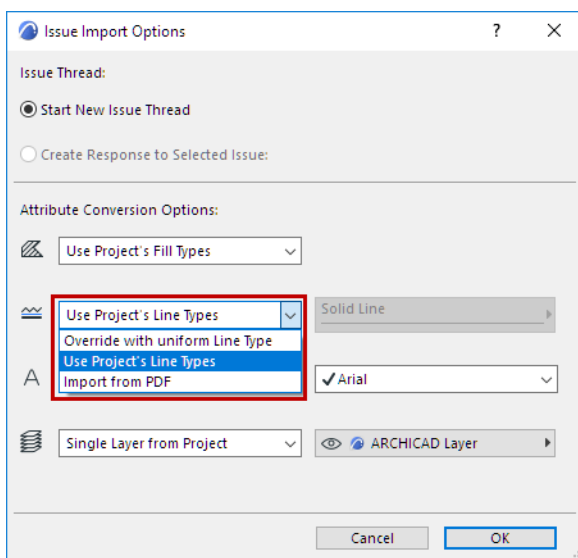 Issue Import Options
?
Issue Thread:
Start New Issue Thread
Create Response to Selected Issue:
Attribute Conversion Options:
Use Project's Fill Types
Use Project's Line Types
Solid Line
Override with uniform Line Type
Use Project's Line Types
Import from PDF
Arial
Single Layer from Project
ARCHICAD Layer
Cancel
OK